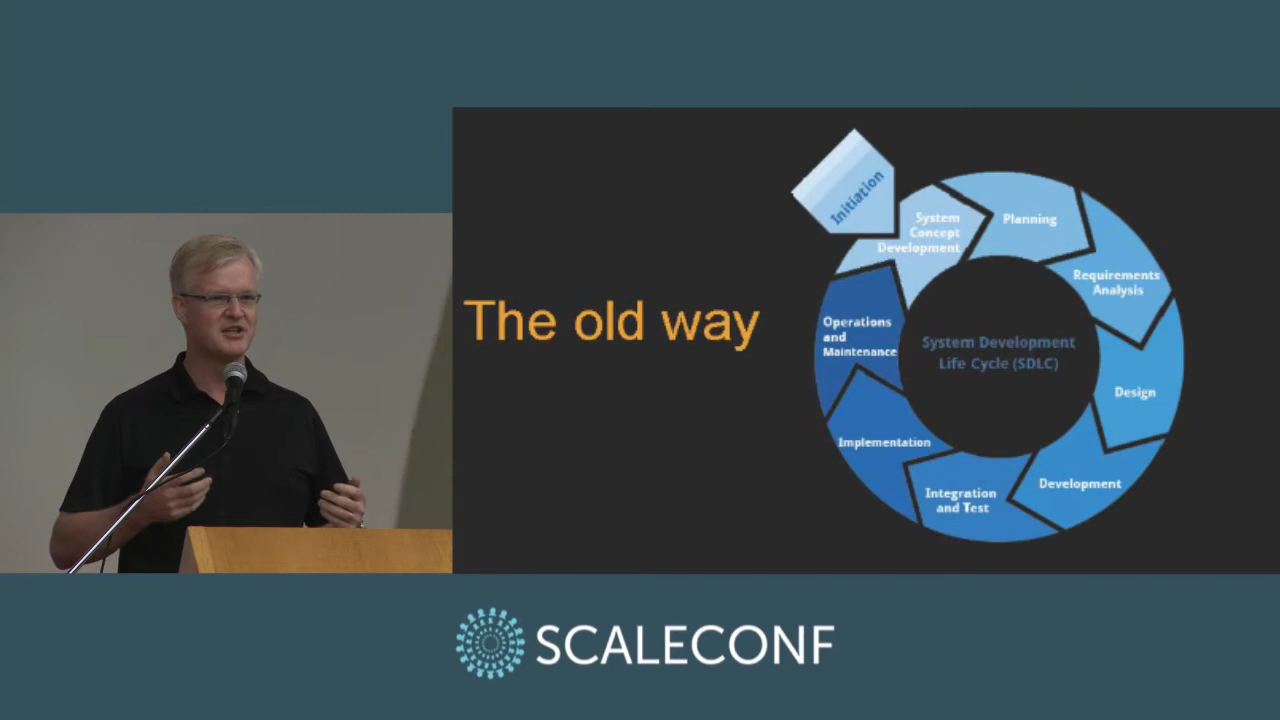 The old way
Initiation
System
Concept
Development
Planning
Requirements
Analysis
Design
Development
Integration
and Test
Implementation
Operations
and
Maintenance
System Development
Life Cycle (SDLC)
SCALECONF